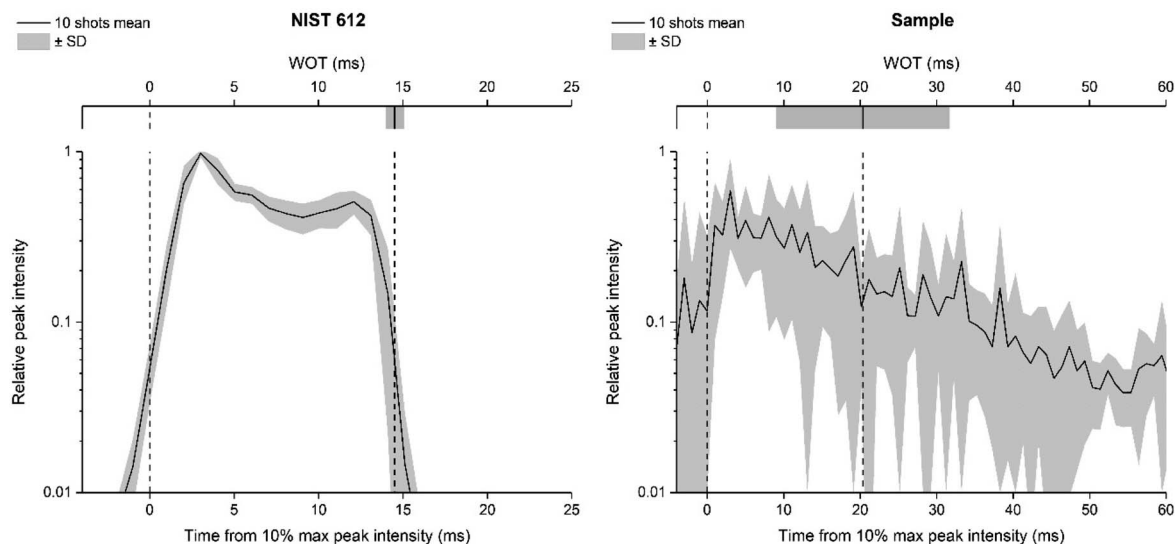 NIST 612
10 shots mean
± SD
WOT (ms)
0 5 10 15 20 25
1
0.1
0.01
Relative peak intensity
0 5 10 15 20 25
Time from 10% max peak intensity (ms)
Sample
10 shots mean
± SD
WOT (ms)
0 10 20 30 40 50 60
1
0.1
0.01
Relative peak intensity
0 10 20 30 40 50 60
Time from 10% max peak intensity (ms)